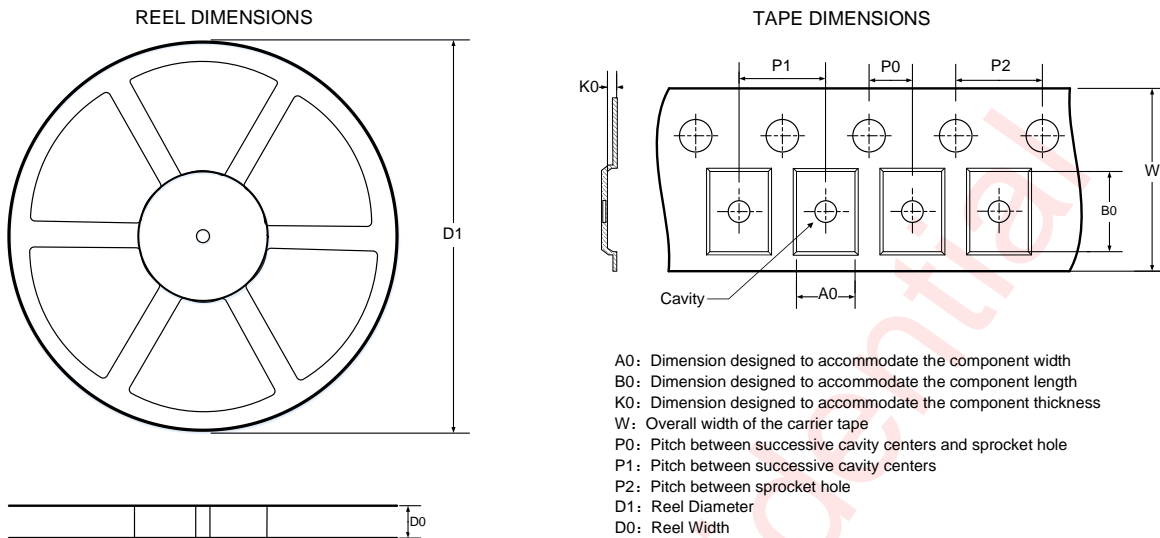 REEL DIMENSIONS
TAPE DIMENSIONS
P1
P0
P2
K0
W
B0
D1
Cavity
A0
A0：Dimension designed to accommodate the component width
B0：Dimension designed to accommodate the component length
K0：Dimension designed to accommodate the component thickness
W：Overall width of the carrier tape
P0：Pitch between successive cavity centers and sprocket hole
P1：Pitch between successive cavity centers
P2：Pitch between sprocket hole
D1：Reel Diameter
D0：Reel Width
D0
idential